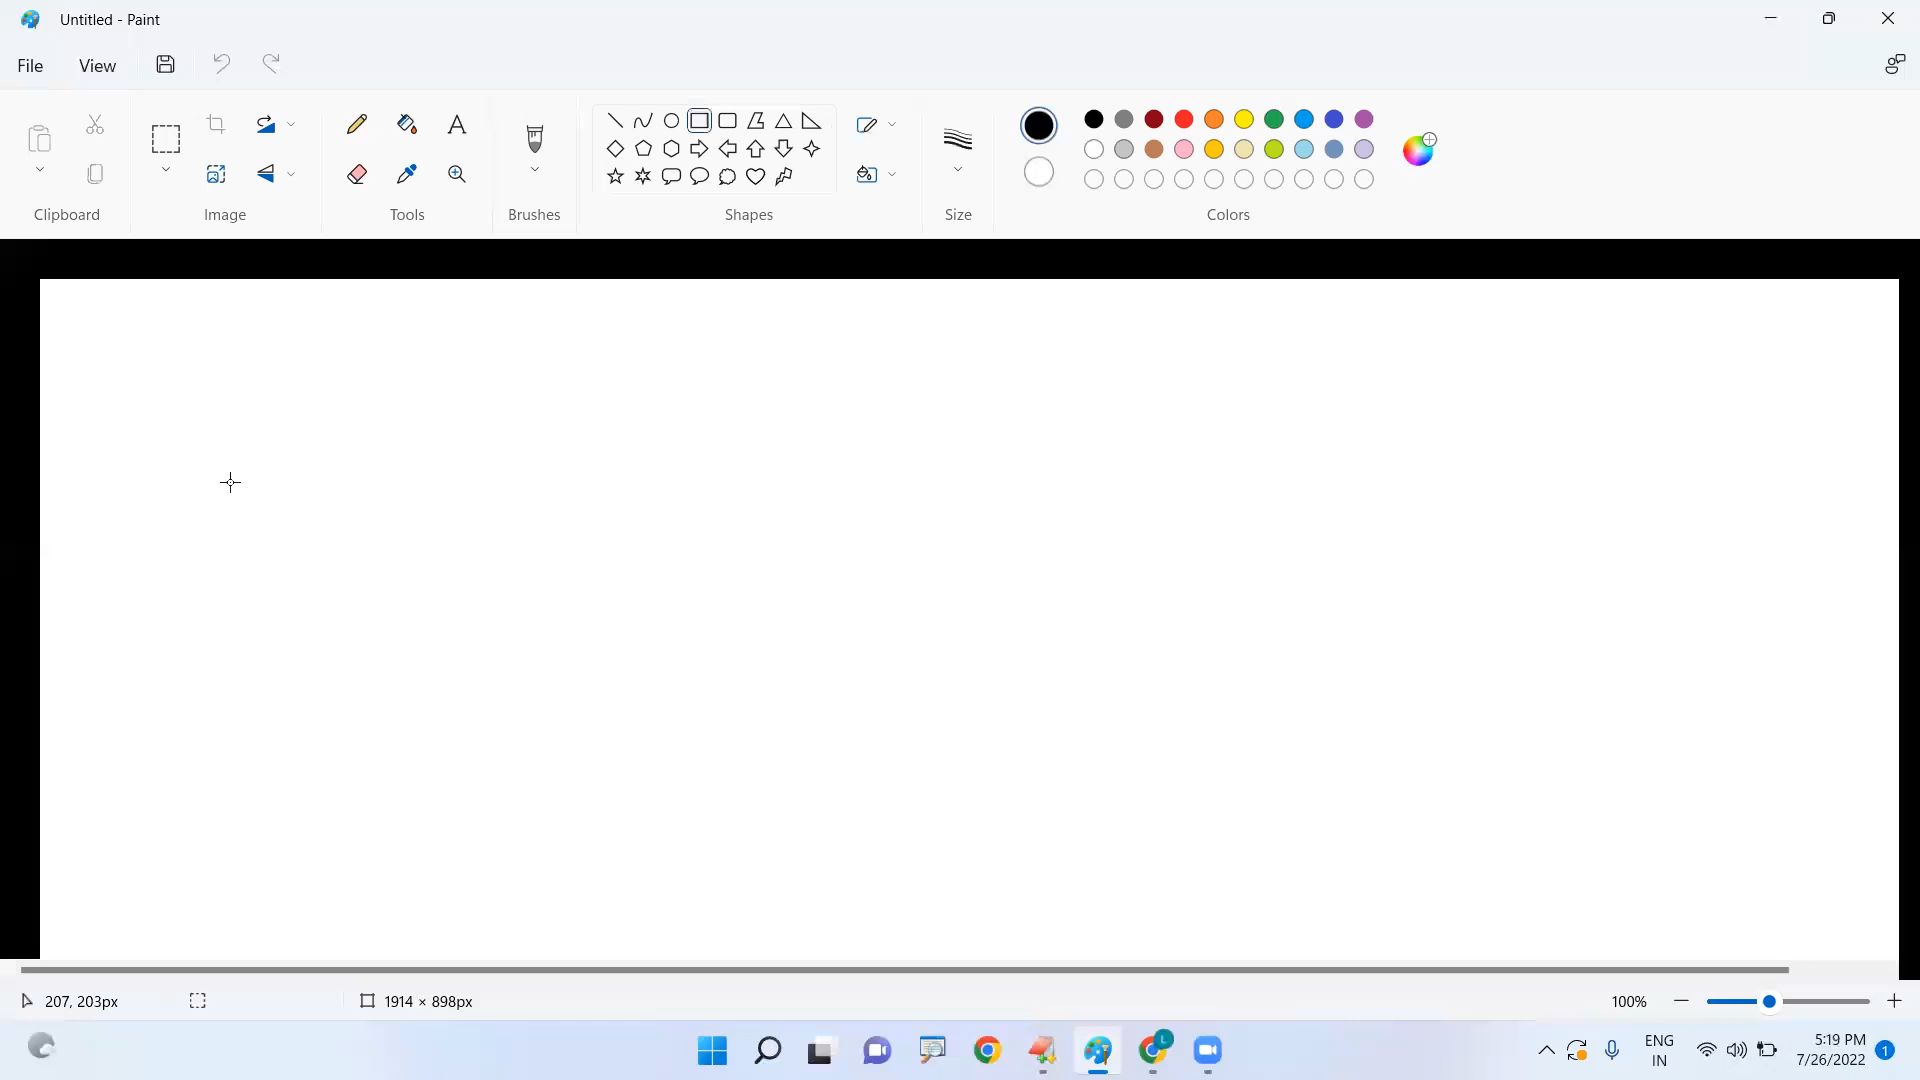 Untitled - Paint
File View
Clipboard Image Tools Brushes Shapes Size Colors
207, 203px 1914 × 898px 100%
ENG 5:19 PM
IN 7/26/2022 1
L